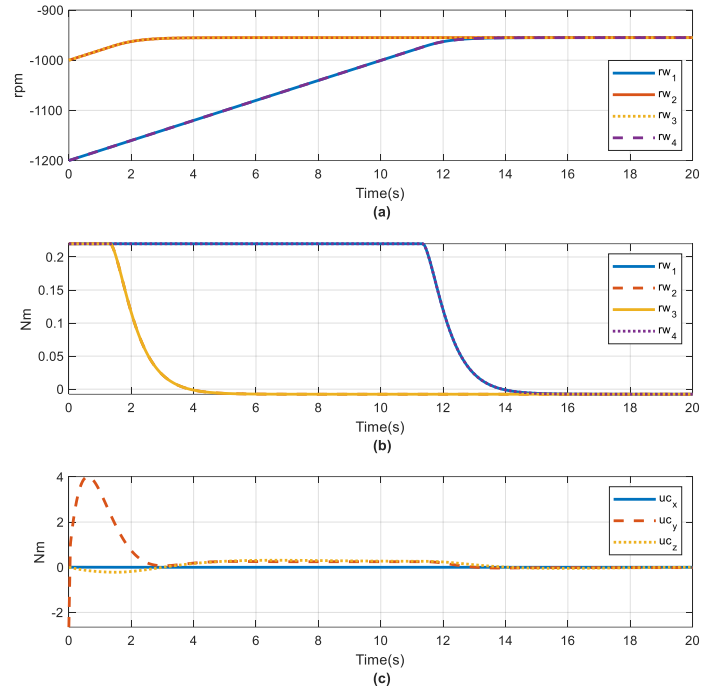 -900
-1000
-1100
-1200
rpm
rw1
rw2
rw3
rw4
0 2 4 6 8 10 12 14 16 18 20
Time(s)
(a)
0.2
0.15
0.1
0.05
0
Nm
rw1
rw2
rw3
rw4
0 2 4 6 8 10 12 14 16 18 20
Time(s)
(b)
4
2
0
-2
Nm
ucx
ucy
ucz
0 2 4 6 8 10 12 14 16 18 20
Time(s)
(c)